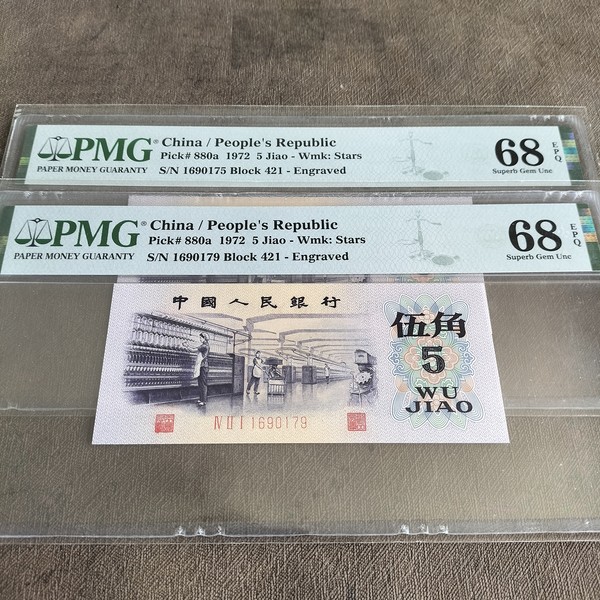 PMG
PAPER MONEY GUARANTY
China / People's Republic
Pick# 880a 1972 5 Jiao - Wmk: Stars
S/N 1690175 Block 421 - Engraved
68
EPQ
Superb Gem Unc
PMG
PAPER MONEY GUARANTY
China / People's Republic
Pick# 880a 1972 5 Jiao - Wmk: Stars
S/N 1690179 Block 421 - Engraved
68
EPQ
Superb Gem Unc
中國人民銀行
伍角
5
WU
JIAO
IV II I 1690179